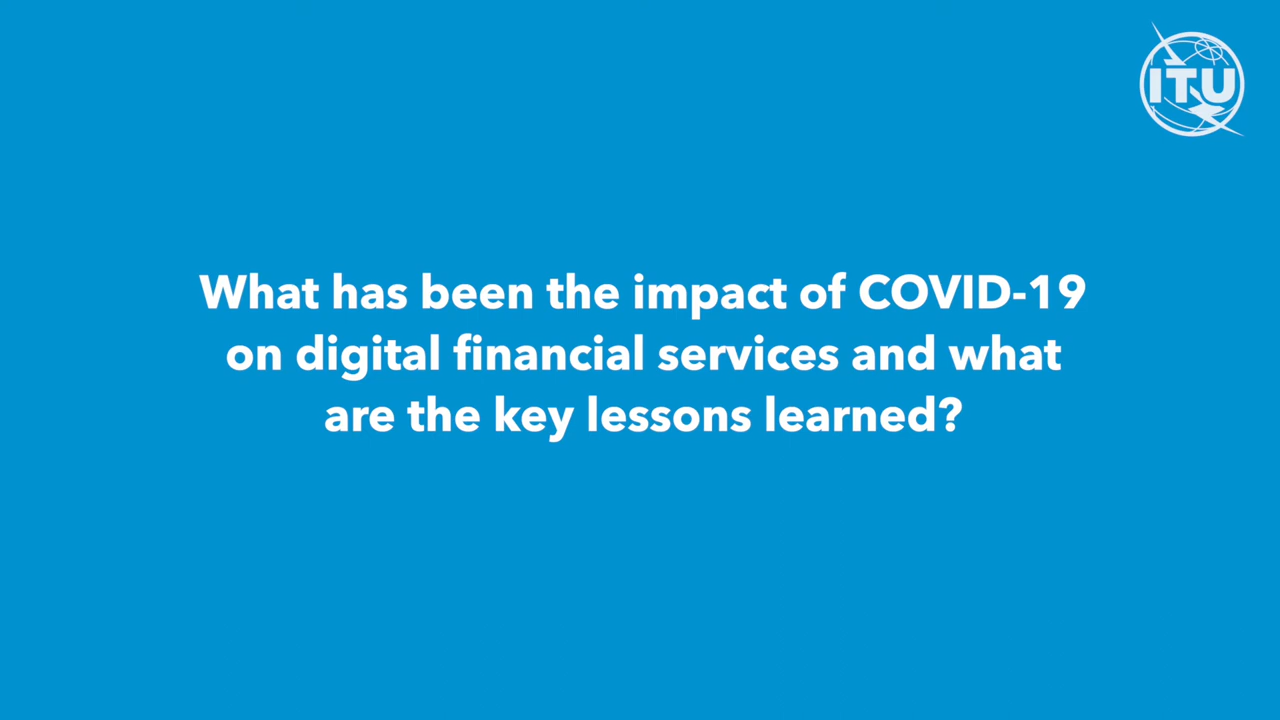 ITU
What has been the impact of COVID-19
on digital financial services and what
are the key lessons learned?